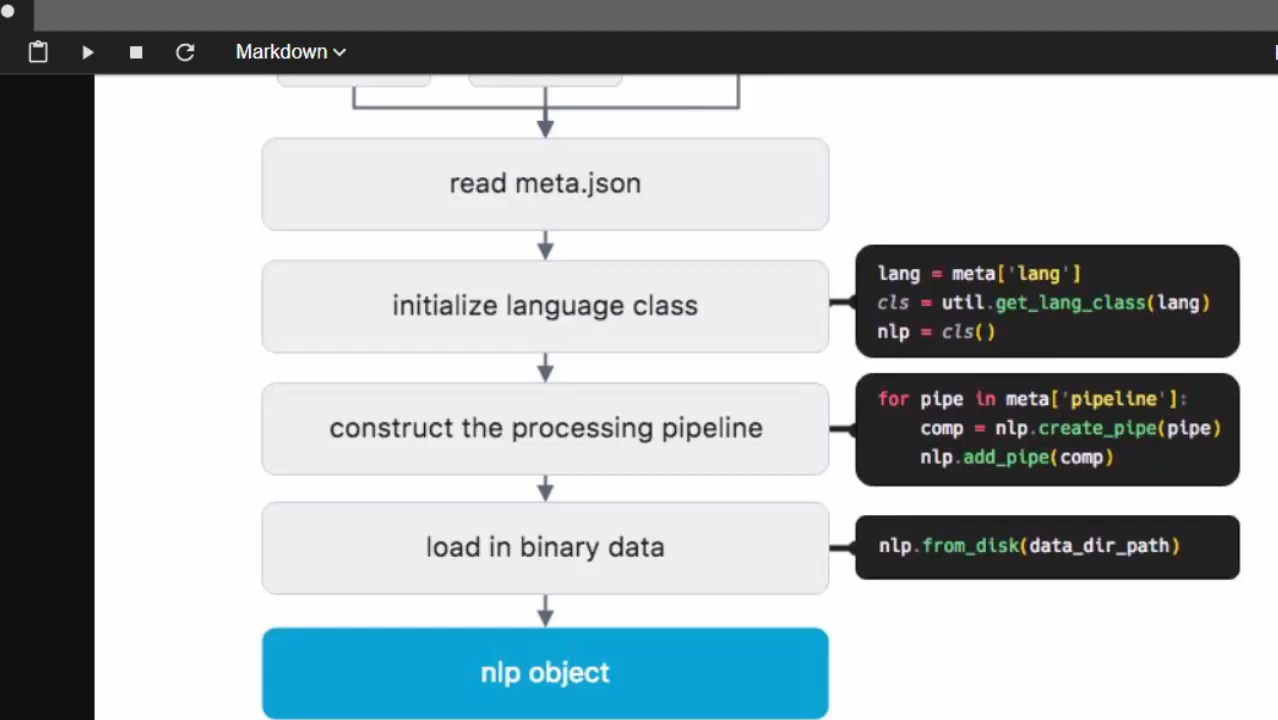 Markdown
read meta.json
initialize language class
lang = meta['lang']
cls = util.get_lang_class(lang)
nlp = cls()
construct the processing pipeline
for pipe in meta['pipeline']:
    comp = nlp.create_pipe(pipe)
    nlp.add_pipe(comp)
load in binary data
nlp.from_disk(data_dir_path)
nlp object